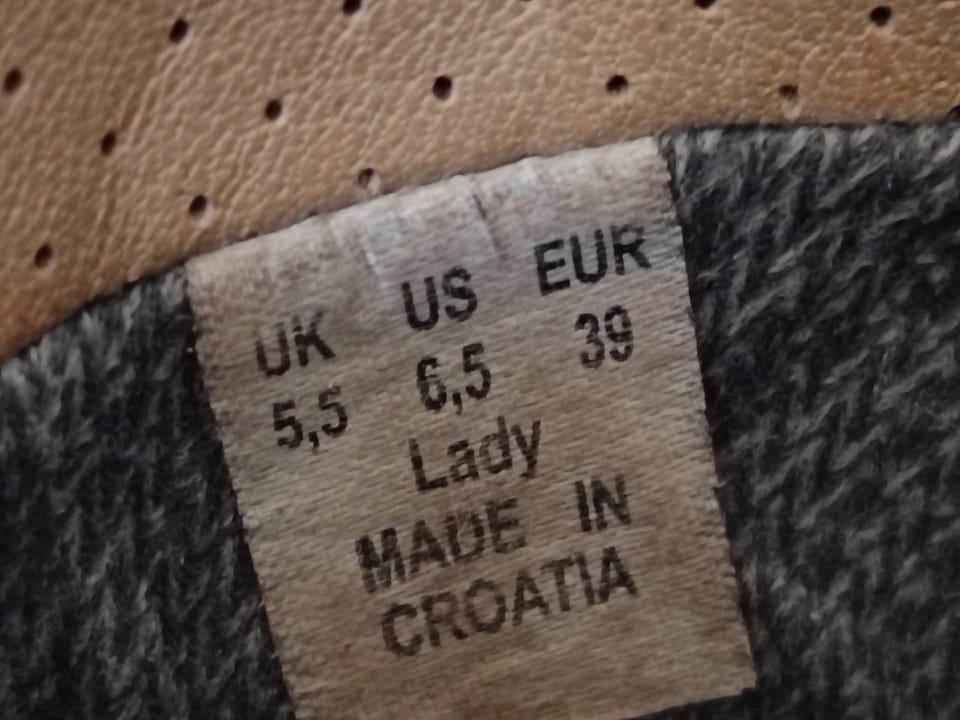 UK US EUR
5,5 6,5 39
Lady
MADE IN
CROATIA